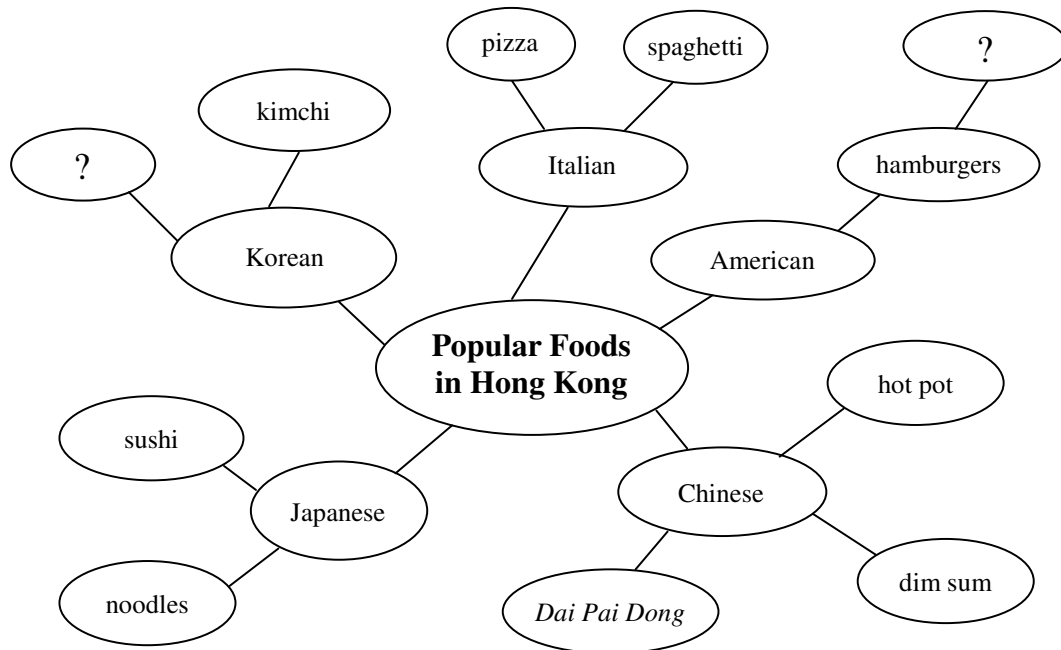 pizza
spaghetti
?
kimchi
?
Italian
hamburgers
Korean
American
Popular Foods
in Hong Kong
hot pot
sushi
Chinese
Japanese
dim sum
noodles
Dai Pai Dong